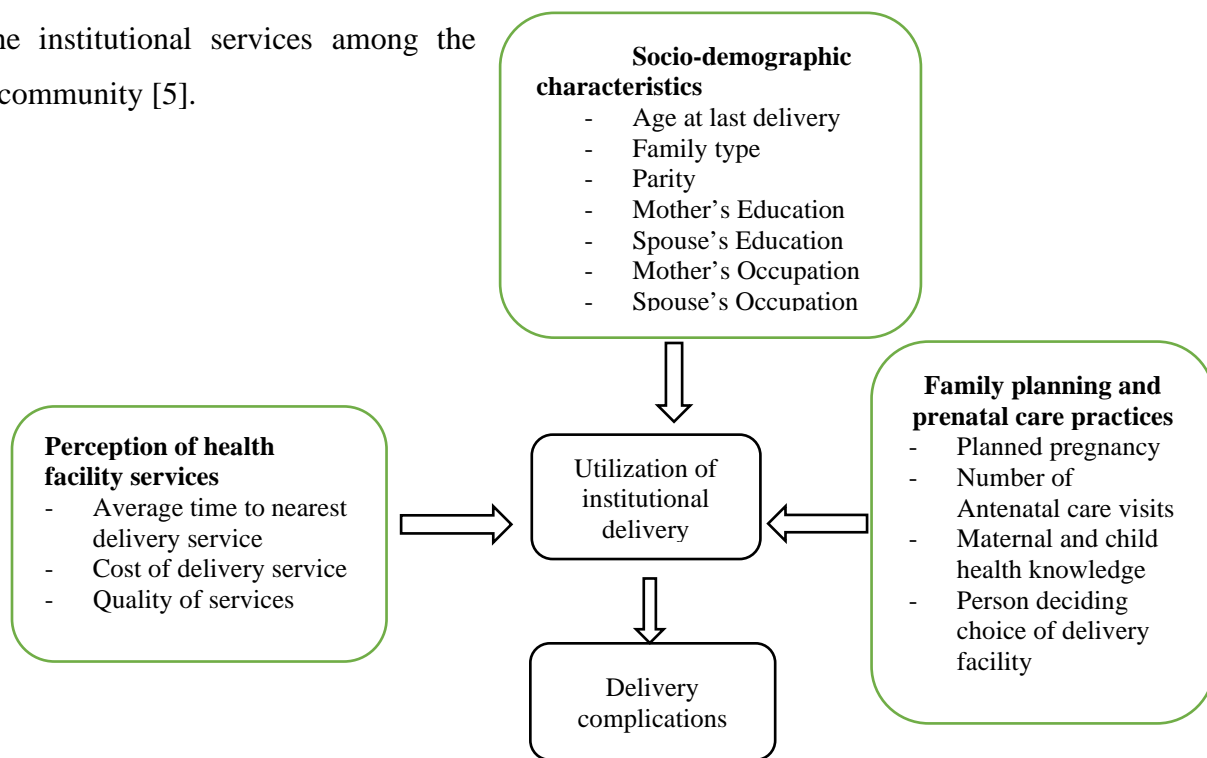 institutional services among the
community [5].
Socio-demographic
characteristics
- Age at last delivery
- Family type
- Parity
- Mother's Education
- Spouse's Education
- Mother's Occupation
- Spouse's Occupation
Perception of health
facility services
- Average time to nearest
delivery service
- Cost of delivery service
- Quality of services
Utilization of
institutional
delivery
Family planning and
prenatal care practices
- Planned pregnancy
- Number of
Antenatal care visits
- Maternal and child
health knowledge
- Person deciding
choice of delivery
facility
Delivery
complications